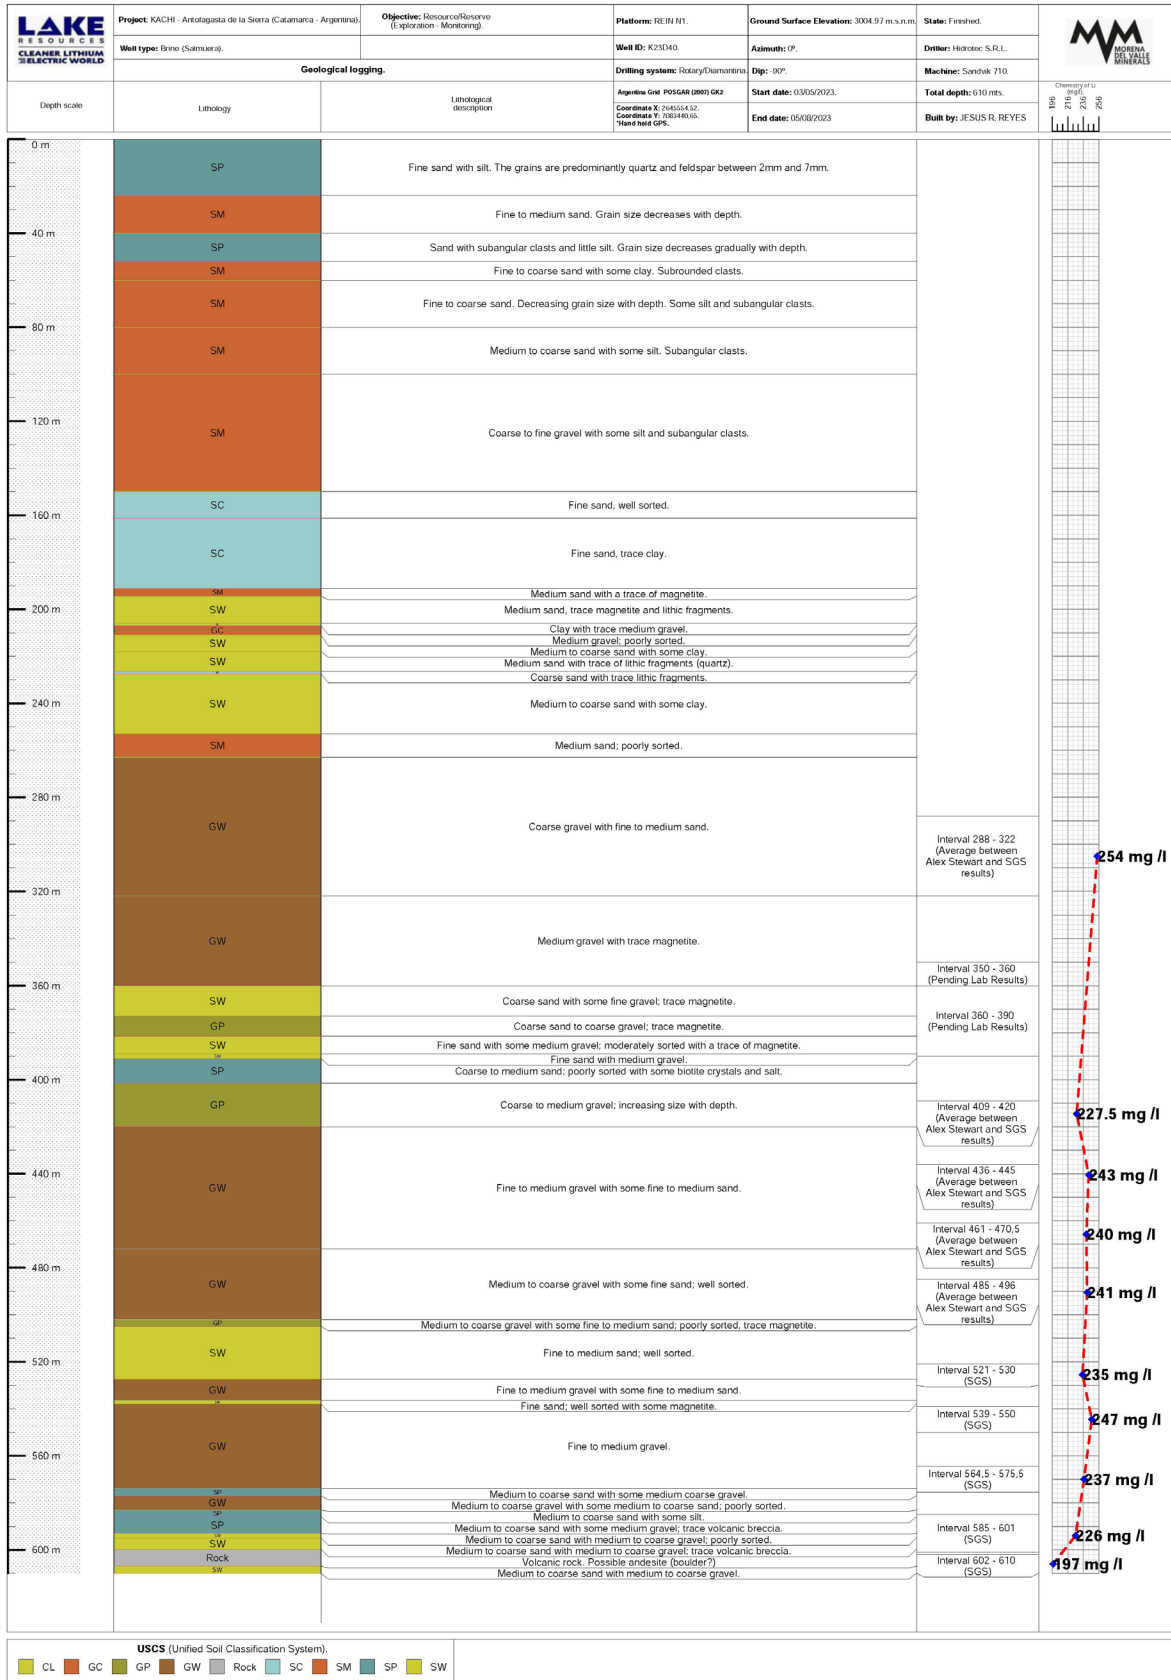 LAKE
RESOURCES
CLEANER LITHIUM
ELECTRIC WORLD
Project: KACHI - Antofagasta de la Sierra (Catamarca - Argentina).
Objective: Resource/Reserve
(Exploration - Monitoring).
Platform: REIN N1.
Ground Surface Elevation: 3004.97 m.s.n.m.
State: Finished.
Well type: Brine (Salmuera).
Well ID: K23D40.
Azimuth: 0º.
Driller: Hidrotec S.R.L.
Geological logging.
Drilling system: Rotary/Diamantina.
Dip: -90º.
Machine: Sandvik 710.
MORENA
DEL VALLE
MINERALS
Depth scale
Lithology
Lithological
description
Argentina Grid POSGAR (2007) GK2
Coordinate X: 2645554,52.
Coordinate Y: 7083440,65.
*Hand held GPS.
Start date: 03/05/2023.
End date: 05/08/2023
Total depth: 610 mts.
Built by: JESUS R. REYES
Chemistry of Li
(mg/l).
196 216 236 256
0 m
SP Fine sand with silt. The grains are predominantly quartz and feldspar between 2mm and 7mm.
SM Fine to medium sand. Grain size decreases with depth.
40 m
SP Sand with subangular clasts and little silt. Grain size decreases gradually with depth.
SM Fine to coarse sand with some clay. Subrounded clasts.
SM Fine to coarse sand. Decreasing grain size with depth. Some silt and subangular clasts.
80 m
SM Medium to coarse sand with some silt. Subangular clasts.
120 m
SM Coarse to fine gravel with some silt and subangular clasts.
SC Fine sand, well sorted.
160 m
SC Fine sand, trace clay.
SM Medium sand with a trace of magnetite.
200 m
SW Medium sand, trace magnetite and lithic fragments.
GC Clay with trace medium gravel.
SW Medium gravel; poorly sorted.
Medium to coarse sand with some clay.
SW Medium sand with trace of lithic fragments (quartz).
Coarse sand with trace lithic fragments.
240 m
SW Medium to coarse sand with some clay.
SM Medium sand; poorly sorted.
280 m
GW Coarse gravel with fine to medium sand.
Interval 288 - 322
(Average between
Alex Stewart and SGS
results)
254 mg /l
320 m
GW Medium gravel with trace magnetite.
Interval 350 - 360
(Pending Lab Results)
360 m
SW Coarse sand with some fine gravel; trace magnetite.
Interval 360 - 390
(Pending Lab Results)
GP Coarse sand to coarse gravel; trace magnetite.
SW Fine sand with some medium gravel; moderately sorted with a trace of magnetite.
SW Fine sand with medium gravel.
SP Coarse to medium sand; poorly sorted with some biotite crystals and salt.
400 m
GP Coarse to medium gravel; increasing size with depth.
Interval 409 - 420
(Average between
Alex Stewart and SGS
results)
227.5 mg /l
440 m
GW Fine to medium gravel with some fine to medium sand.
Interval 436 - 445
(Average between
Alex Stewart and SGS
results)
243 mg /l
Interval 461 - 470,5
(Average between
Alex Stewart and SGS
results)
240 mg /l
480 m
GW Medium to coarse gravel with some fine sand; well sorted.
Interval 485 - 496
(Average between
Alex Stewart and SGS
results)
241 mg /l
GP Medium to coarse gravel with some fine to medium sand; poorly sorted, trace magnetite.
SW Fine to medium sand; well sorted.
520 m
Interval 521 - 530
(SGS)
235 mg /l
GW Fine to medium gravel with some fine to medium sand.
Fine sand; well sorted with some magnetite.
Interval 539 - 550
(SGS)
247 mg /l
GW Fine to medium gravel.
560 m
Interval 564,5 - 575,5
(SGS)
237 mg /l
SP Medium to coarse sand with some medium coarse gravel.
GW Medium to coarse gravel with some medium to coarse sand; poorly sorted.
SP Medium to coarse sand with some silt.
SP Medium to coarse sand with some medium gravel; trace volcanic breccia.
Interval 585 - 601
(SGS)
226 mg /l
SW Medium to coarse sand with medium to coarse gravel; poorly sorted.
SW Medium to coarse sand with medium to coarse gravel; trace volcanic breccia.
600 m
Rock Volcanic rock. Possible andesite (boulder?)
Interval 602 - 610
(SGS)
197 mg /l
SW Medium to coarse sand with medium to coarse gravel.
USCS (Unified Soil Classification System).
CL GC GP GW Rock SC SM SP SW